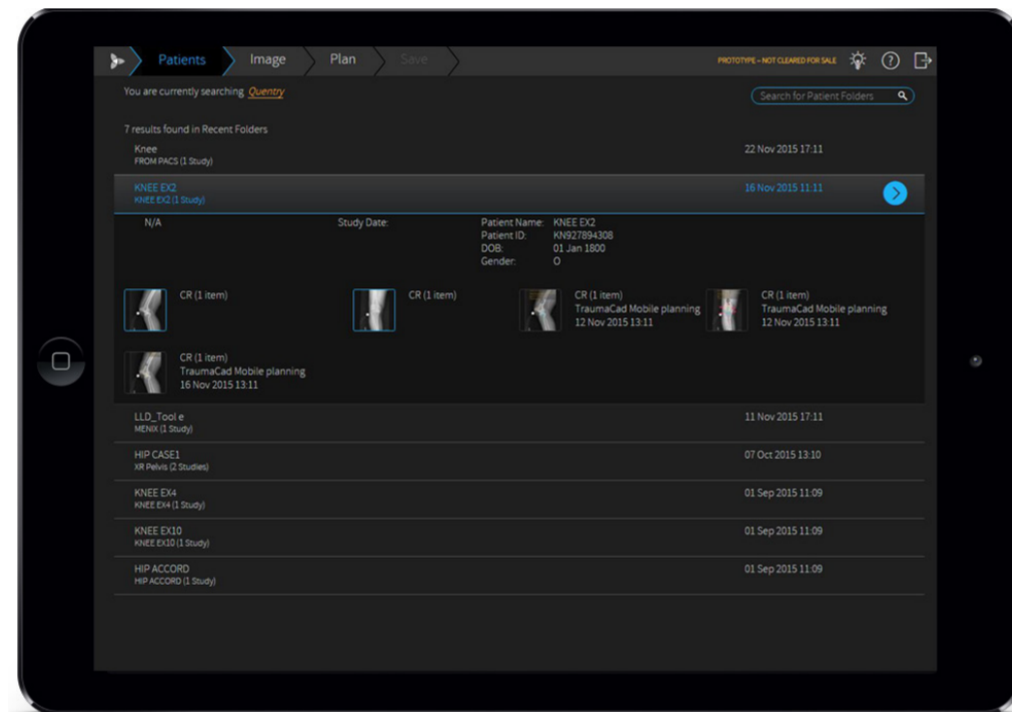 Patients Image Plan Save PROTOTYPE – NOT CLEARED FOR SALE ?
You are currently searching Quentry
Search for Patient Folders
7 results found in Recent Folders
Knee 22 Nov 2015 17:11
FROM PACS (1 Study)
KNEE EX2 16 Nov 2015 11:11
KNEE EX2 (1 Study)
N/A Study Date: Patient Name: KNEE EX2
Patient ID: KN927894308
DOB: 01 Jan 1800
Gender: O
CR (1 item) CR (1 item) CR (1 item) CR (1 item)
TraumaCad Mobile planning TraumaCad Mobile planning
12 Nov 2015 13:11 12 Nov 2015 13:11
CR (1 item)
TraumaCad Mobile planning
16 Nov 2015 13:11
LLD_Tool e 11 Nov 2015 17:11
MENIX (1 Study)
HIP CASE1 07 Oct 2015 13:10
XR Pelvis (2 Studies)
KNEE EX4 01 Sep 2015 11:09
KNEE EX4 (1 Study)
KNEE EX10 01 Sep 2015 11:09
KNEE EX10 (1 Study)
HIP ACCORD 01 Sep 2015 11:09
HIP ACCORD (1 Study)